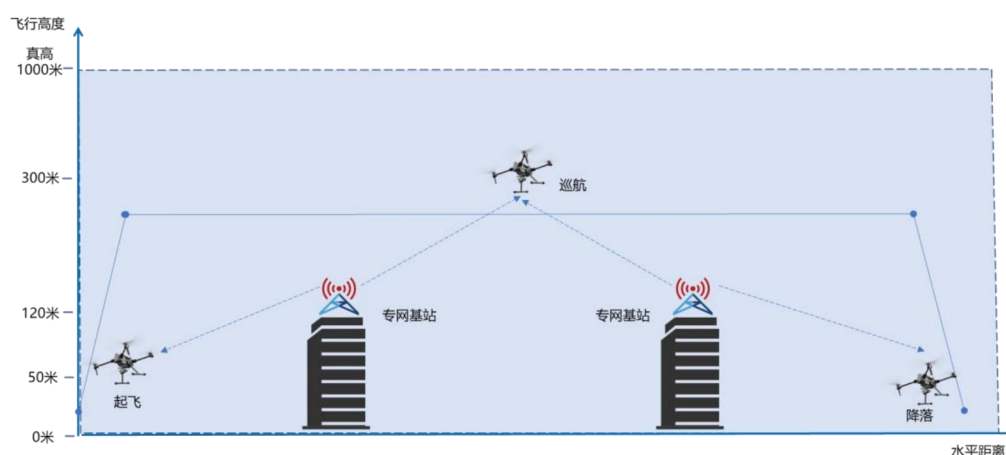 飞行高度
真高
1000米
300米
巡航
120米
专网基站
专网基站
50米
起飞
降落
0米
水平距离